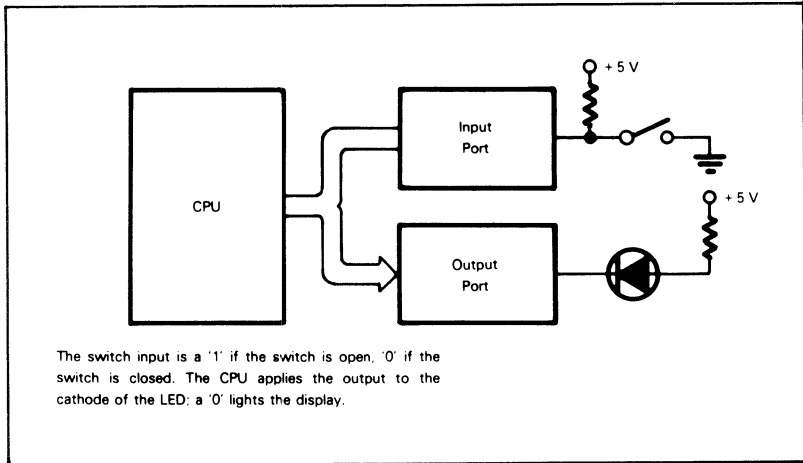 + 5 V
Input
Port
+ 5 V
CPU
Output
Port
The switch input is a '1' if the switch is open, '0' if the
switch is closed. The CPU applies the output to the
cathode of the LED; a '0' lights the display.